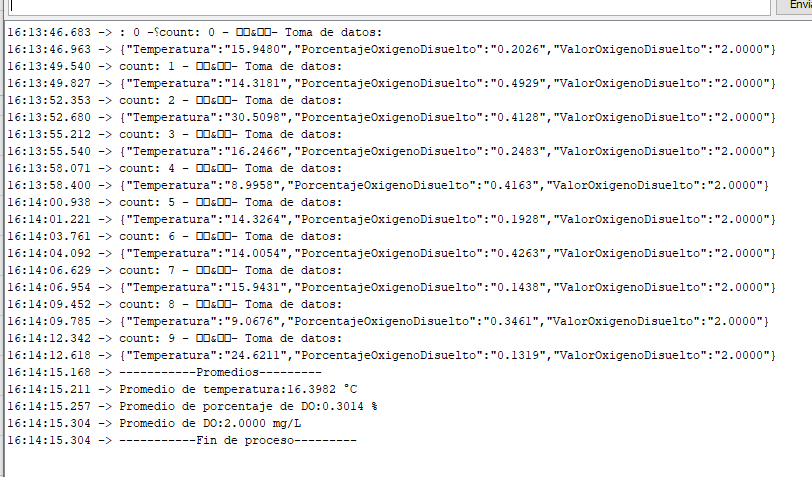 Envia
16:13:46.683 -> : 0 -⸮count: 0 - □□&□□- Toma de datos:
16:13:46.963 -> {"Temperatura":"15.9480","PorcentajeOxigenoDisuelto":"0.2026","ValorOxigenoDisuelto":"2.0000"}
16:13:49.540 -> count: 1 - □□&□□- Toma de datos:
16:13:49.827 -> {"Temperatura":"14.3181","PorcentajeOxigenoDisuelto":"0.4929","ValorOxigenoDisuelto":"2.0000"}
16:13:52.353 -> count: 2 - □□&□□- Toma de datos:
16:13:52.680 -> {"Temperatura":"30.5098","PorcentajeOxigenoDisuelto":"0.4128","ValorOxigenoDisuelto":"2.0000"}
16:13:55.212 -> count: 3 - □□&□□- Toma de datos:
16:13:55.540 -> {"Temperatura":"16.2466","PorcentajeOxigenoDisuelto":"0.2483","ValorOxigenoDisuelto":"2.0000"}
16:13:58.071 -> count: 4 - □□&□□- Toma de datos:
16:13:58.400 -> {"Temperatura":"8.9958","PorcentajeOxigenoDisuelto":"0.4163","ValorOxigenoDisuelto":"2.0000"}
16:14:00.938 -> count: 5 - □□&□□- Toma de datos:
16:14:01.221 -> {"Temperatura":"14.3264","PorcentajeOxigenoDisuelto":"0.1928","ValorOxigenoDisuelto":"2.0000"}
16:14:03.761 -> count: 6 - □□&□□- Toma de datos:
16:14:04.092 -> {"Temperatura":"14.0054","PorcentajeOxigenoDisuelto":"0.4263","ValorOxigenoDisuelto":"2.0000"}
16:14:06.629 -> count: 7 - □□&□□- Toma de datos:
16:14:06.954 -> {"Temperatura":"15.9431","PorcentajeOxigenoDisuelto":"0.1438","ValorOxigenoDisuelto":"2.0000"}
16:14:09.452 -> count: 8 - □□&□□- Toma de datos:
16:14:09.785 -> {"Temperatura":"9.0676","PorcentajeOxigenoDisuelto":"0.3461","ValorOxigenoDisuelto":"2.0000"}
16:14:12.342 -> count: 9 - □□&□□- Toma de datos:
16:14:12.618 -> {"Temperatura":"24.6211","PorcentajeOxigenoDisuelto":"0.1319","ValorOxigenoDisuelto":"2.0000"}
16:14:15.168 -> -----------Promedios---------
16:14:15.211 -> Promedio de temperatura:16.3982 °C
16:14:15.257 -> Promedio de porcentaje de DO:0.3014 %
16:14:15.304 -> Promedio de DO:2.0000 mg/L
16:14:15.304 -> -----------Fin de proceso---------